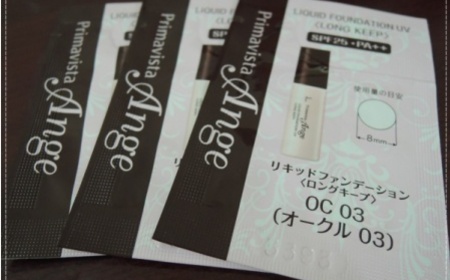 Primavista
Ange
Primavista
Ange
Primavista
Ange
LIQUID FOUNDATION UV
〈LONG KEEP〉
SPF25・PA++
使用量の目安
8mm
リキッドファンデーション
〈ロングキープ〉
OC 03
(オークル 03)